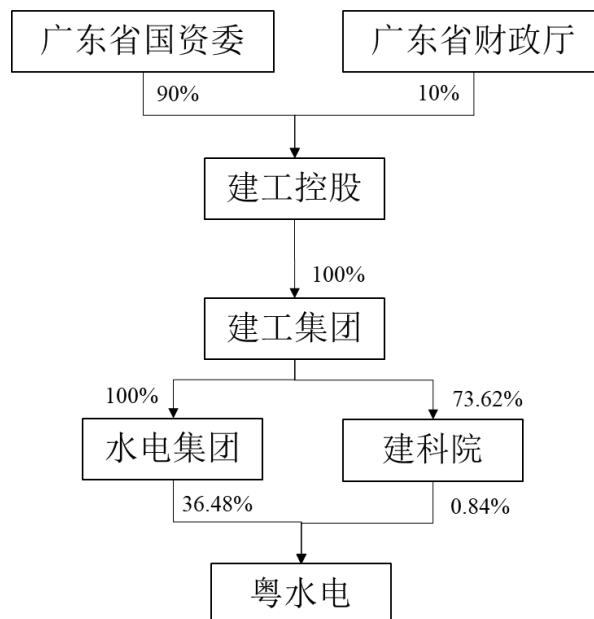 广东省国资委
广东省财政厅
90%
10%
建工控股
100%
建工集团
100%
73.62%
水电集团
建科院
36.48%
0.84%
粤水电